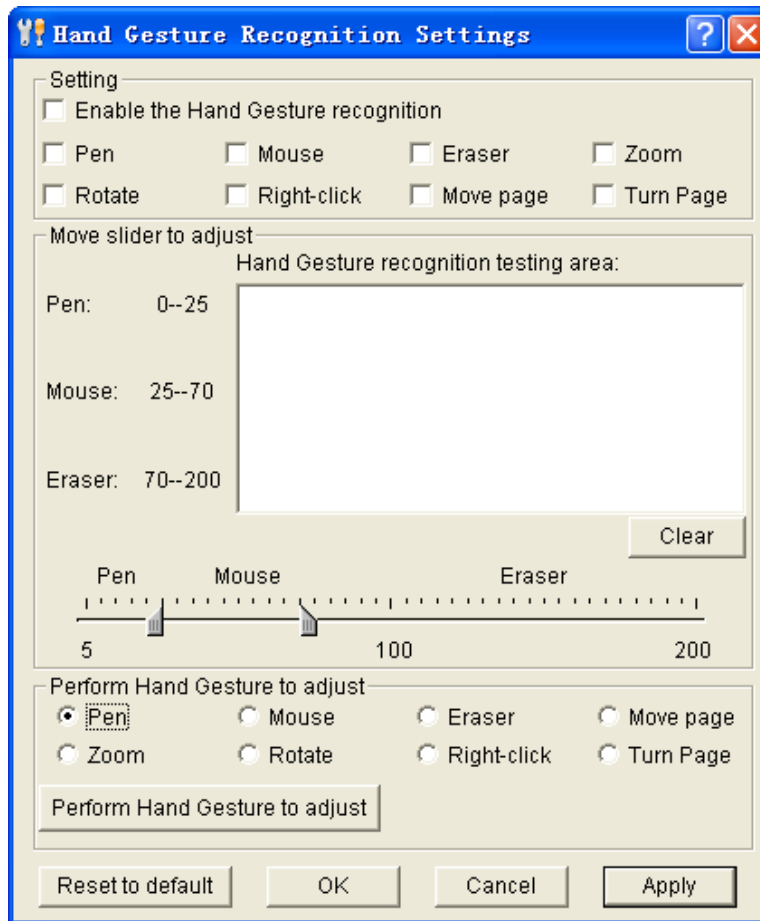 Hand Gesture Recognition Settings
Setting
Enable the Hand Gesture recognition
Pen Mouse Eraser Zoom
Rotate Right-click Move page Turn Page
Move slider to adjust
Hand Gesture recognition testing area:
Pen: 0--25
Mouse: 25--70
Eraser: 70--200
Clear
Pen Mouse Eraser
5 100 200
Perform Hand Gesture to adjust
Pen Mouse Eraser Move page
Zoom Rotate Right-click Turn Page
Perform Hand Gesture to adjust
Reset to default OK Cancel Apply